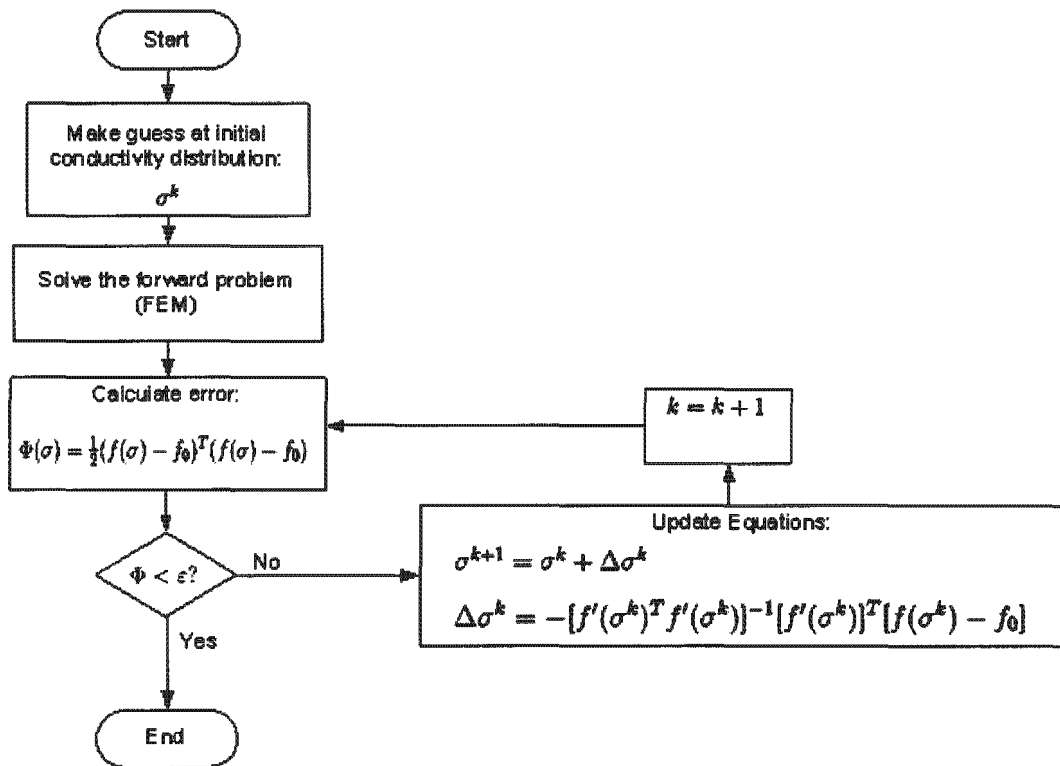 Start
Make guess at initial
conductivity distribution:
σ^k
Solve the forward problem
(FEM)
Calculate error:
Φ(σ) = ½(f(σ) − f₀)^T(f(σ) − f₀)
Φ < ε?
No
Yes
End
k = k + 1
Update Equations:
σ^{k+1} = σ^k + Δσ^k
Δσ^k = −[f′(σ^k)^T f′(σ^k)]^{−1}[f′(σ^k)]^T[f(σ^k) − f₀]